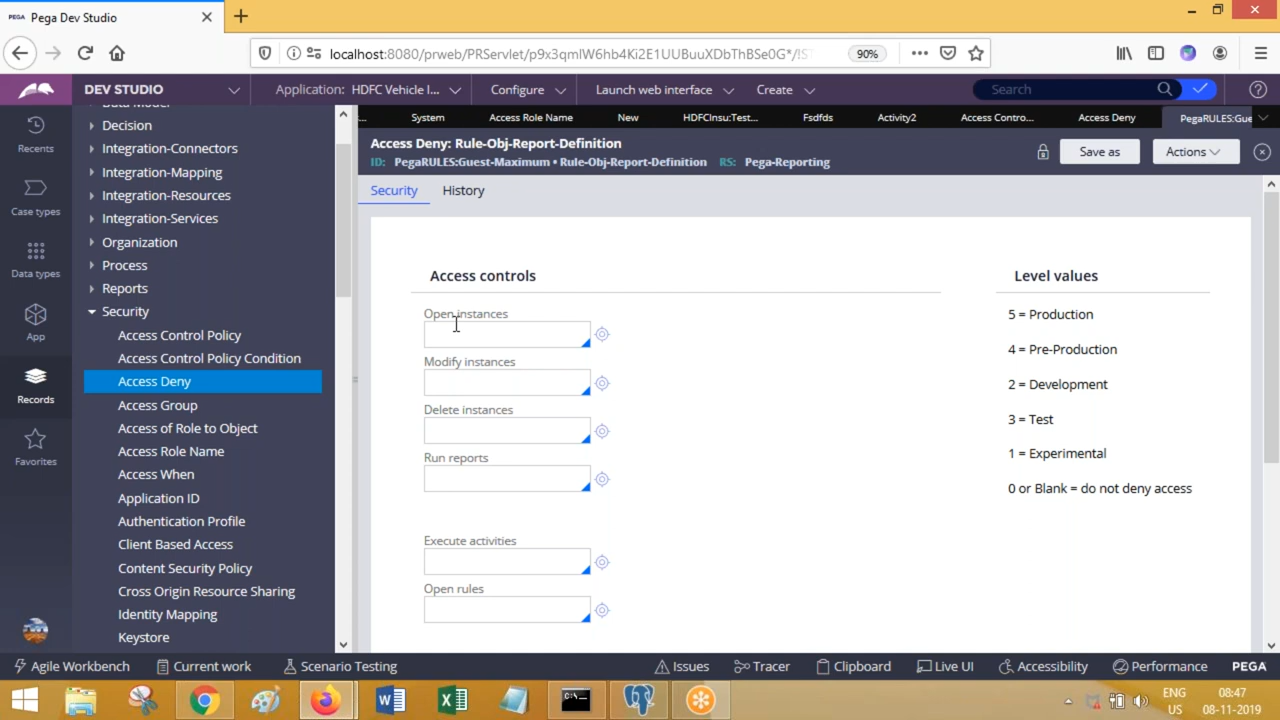 PEGA Pega Dev Studio
localhost:8080/prweb/PRServlet/p9x3qmlW6hb4Ki2E1UUBuuXDbThBSe0G*/!S
90%
DEV STUDIO
Application: HDFC Vehicle I...
Configure
Launch web interface
Create
Search
Recents
Case types
Data types
App
Records
Favorites
Data Model
Decision
Integration-Connectors
Integration-Mapping
Integration-Resources
Integration-Services
Organization
Process
Reports
Security
Access Control Policy
Access Control Policy Condition
Access Deny
Access Group
Access of Role to Object
Access Role Name
Access When
Application ID
Authentication Profile
Client Based Access
Content Security Policy
Cross Origin Resource Sharing
Identity Mapping
Keystore
...
System
Access Role Name
New
HDFCInsu:Test...
Fsdfds
Activity2
Access Contro...
Access Deny
PegaRULES:Gue
Access Deny: Rule-Obj-Report-Definition
ID: PegaRULES:Guest-Maximum • Rule-Obj-Report-Definition RS: Pega-Reporting
Save as
Actions
Security
History
Access controls
Open instances
Modify instances
Delete instances
Run reports
Execute activities
Open rules
Level values
5 = Production
4 = Pre-Production
2 = Development
3 = Test
1 = Experimental
0 or Blank = do not deny access
Agile Workbench
Current work
Scenario Testing
Issues
Tracer
Clipboard
Live UI
Accessibility
Performance
PEGA
ENG
US
08:47
08-11-2019